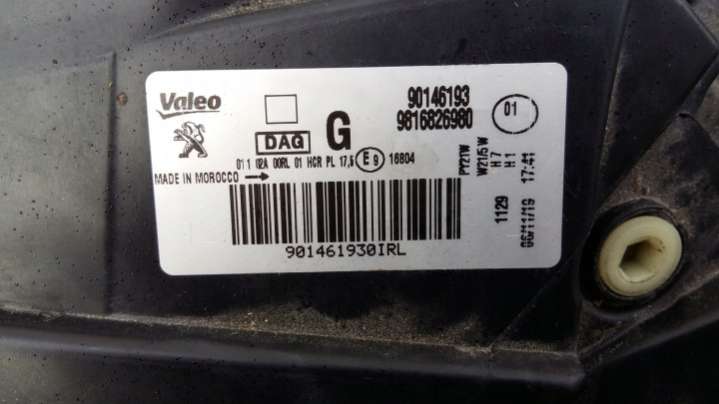 Valeo
90146193
9816826980
01
DAG
G
01 1 02A 00RL 01 HCR PL 17,5 E9 16804
MADE IN MOROCCO →
PY21W
W21/5W
H7
H1
1129
06/11/19 17:41
901461930IRL